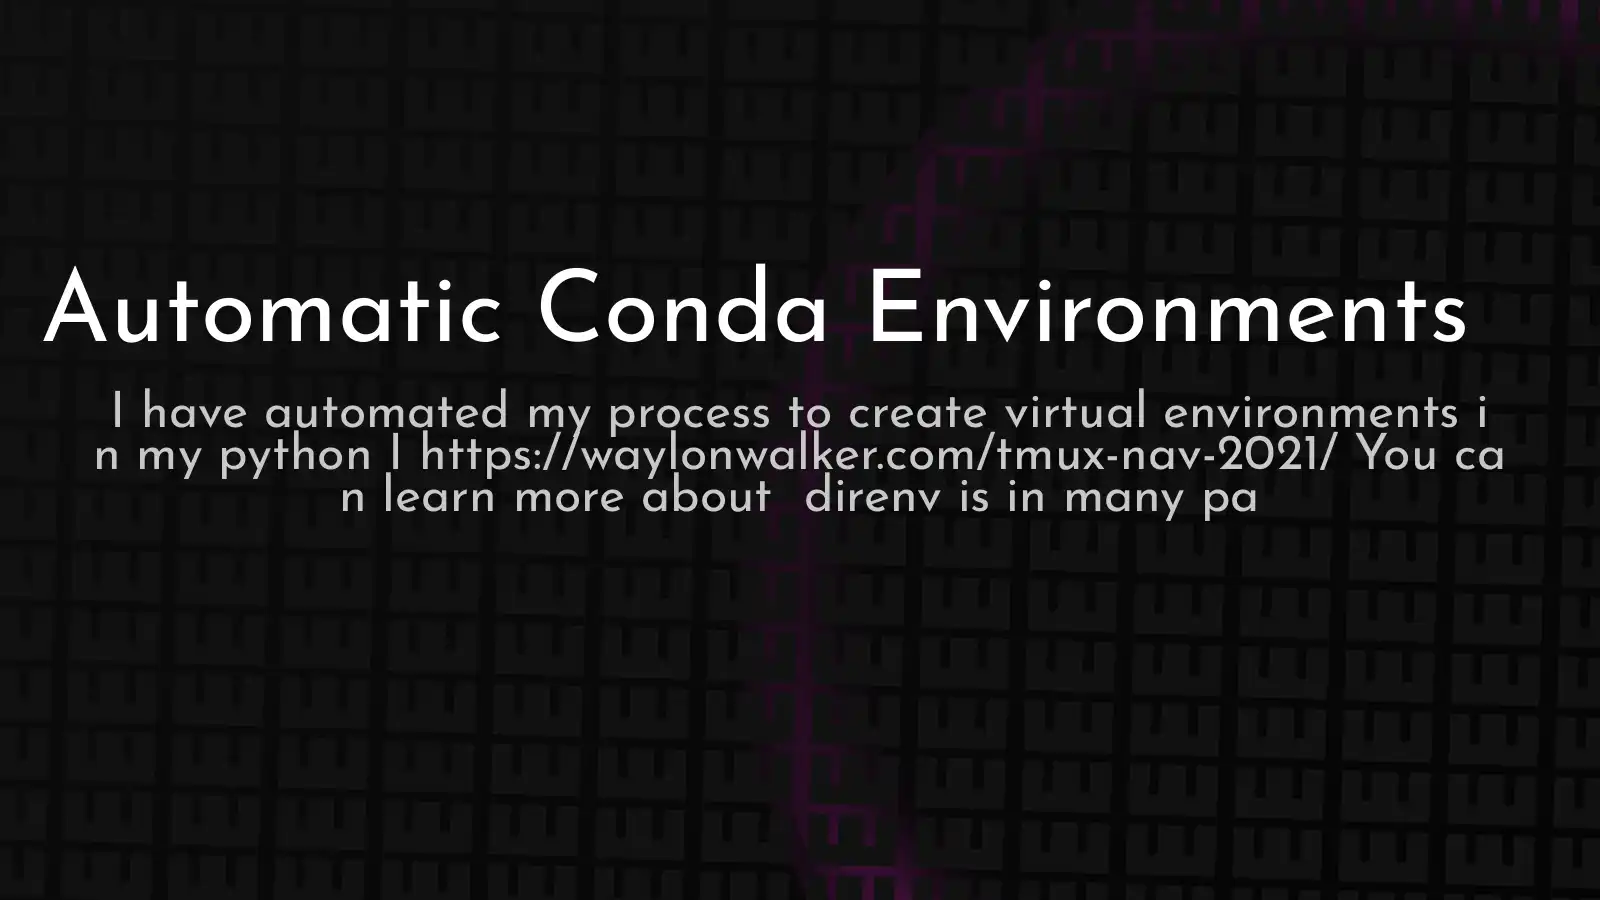 Automatic Conda Environments
I have automated my process to create virtual environments i
n my python I https://waylonwalker.com/tmux-nav-2021/ You ca
n learn more about  direnv is in many pa